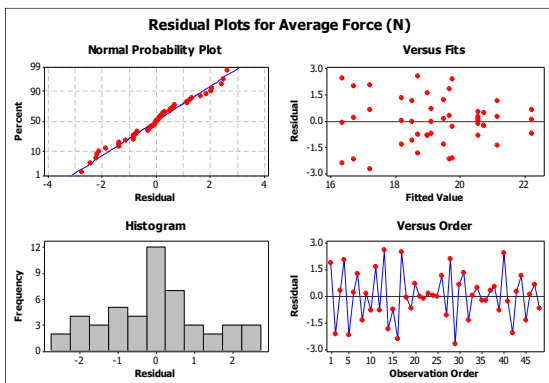 Residual Plots for Average Force (N)
Normal Probability Plot
99
90
50
10
1
Percent
-4 -2 0 2 4
Residual
Versus Fits
3.0
1.5
0.0
-1.5
-3.0
Residual
16 18 20 22
Fitted Value
Histogram
12
9
6
3
0
Frequency
-2 -1 0 1 2
Residual
Versus Order
3.0
1.5
0.0
-1.5
-3.0
Residual
1 5 10 15 20 25 30 35 40 45
Observation Order